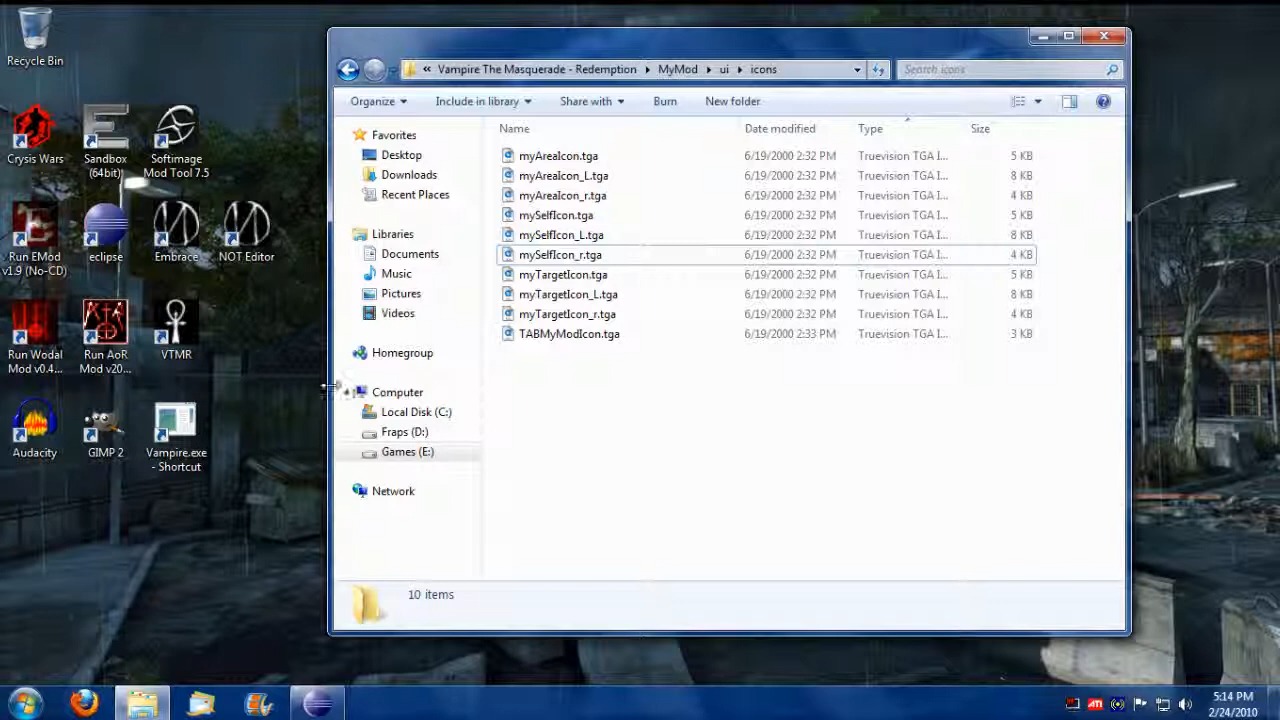 Recycle Bin
Crysis Wars
Sandbox
(64bit)
Softimage
Mod Tool 7.5
Run EMod
v1.9 (No-CD)
eclipse
Embrace
NOT Editor
Run Wodal
Mod v0.4...
Run AoR
Mod v20...
VTMR
Audacity
GIMP 2
Vampire.exe
- Shortcut
« Vampire The Masquerade - Redemption MyMod ui icons
Search icons
Organize Include in library Share with Burn New folder
Name Date modified Type Size
Favorites
Desktop
Downloads
Recent Places
Libraries
Documents
Music
Pictures
Videos
Homegroup
Computer
Local Disk (C:)
Fraps (D:)
Games (E:)
Network
myAreaIcon.tga 6/19/2000 2:32 PM Truevision TGA I... 5 KB
myAreaIcon_L.tga 6/19/2000 2:32 PM Truevision TGA I... 8 KB
myAreaIcon_r.tga 6/19/2000 2:32 PM Truevision TGA I... 4 KB
mySelfIcon.tga 6/19/2000 2:32 PM Truevision TGA I... 5 KB
mySelfIcon_L.tga 6/19/2000 2:32 PM Truevision TGA I... 8 KB
mySelfIcon_r.tga 6/19/2000 2:32 PM Truevision TGA I... 4 KB
myTargetIcon.tga 6/19/2000 2:32 PM Truevision TGA I... 5 KB
myTargetIcon_L.tga 6/19/2000 2:32 PM Truevision TGA I... 8 KB
myTargetIcon_r.tga 6/19/2000 2:32 PM Truevision TGA I... 4 KB
TABMyModIcon.tga 6/19/2000 2:33 PM Truevision TGA I... 3 KB
10 items
ATI
5:14 PM
2/24/2010